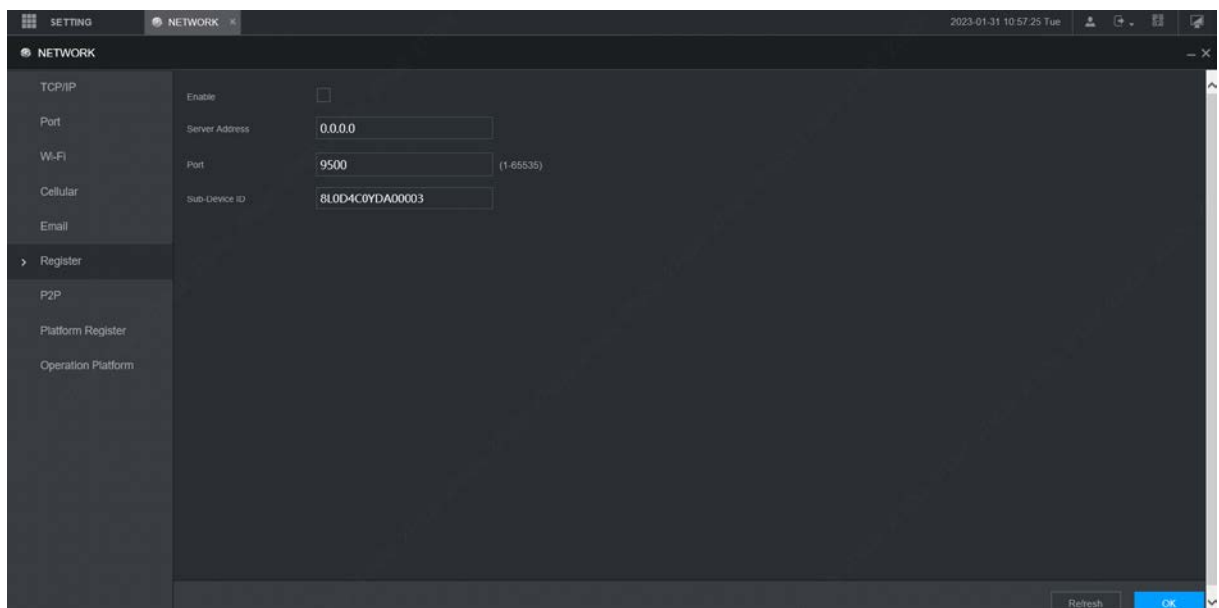 SETTING NETWORK × 2023-01-31 10:57:25 Tue
NETWORK
TCP/IP
Enable
Port
Server Address 0.0.0.0
Wi-Fi
Port 9500 (1-65535)
Cellular
Sub-Device ID 8L0D4C0YDA00003
Email
Register
P2P
Platform Register
Operation Platform
Refresh OK